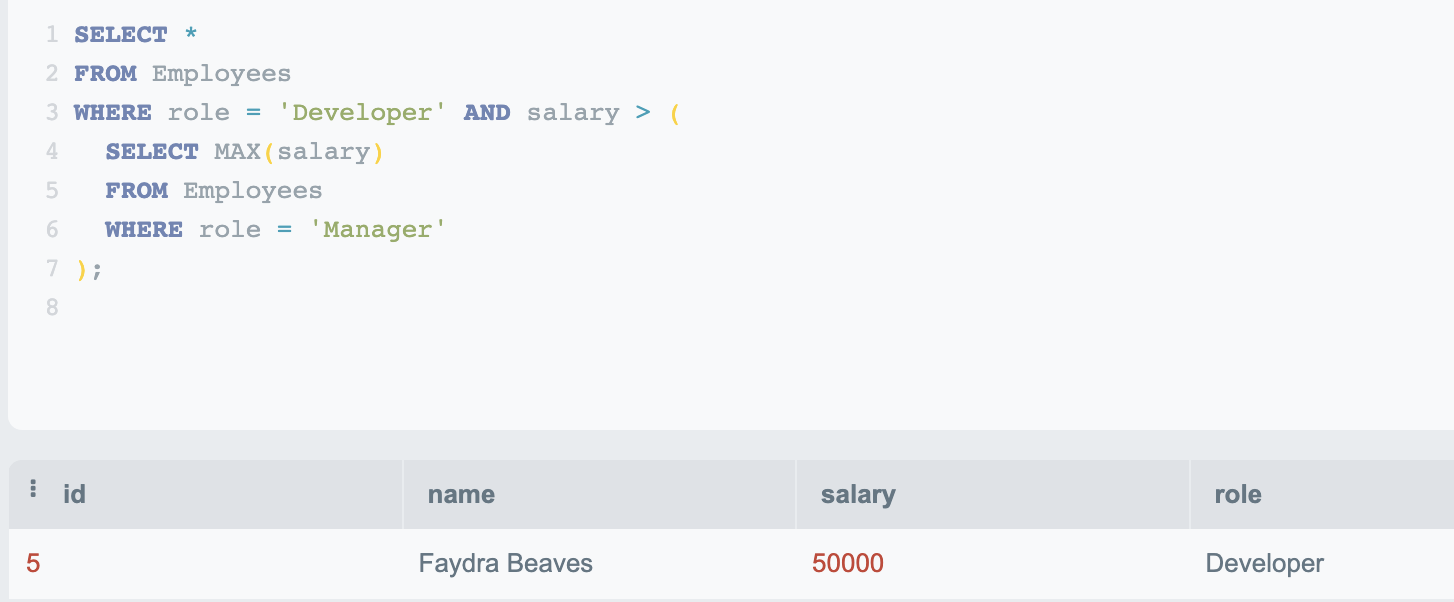 1 SELECT *
2 FROM Employees
3 WHERE role = 'Developer' AND salary > (
4   SELECT MAX(salary)
5   FROM Employees
6   WHERE role = 'Manager'
7 );
8
id name salary role
5 Faydra Beaves 50000 Developer